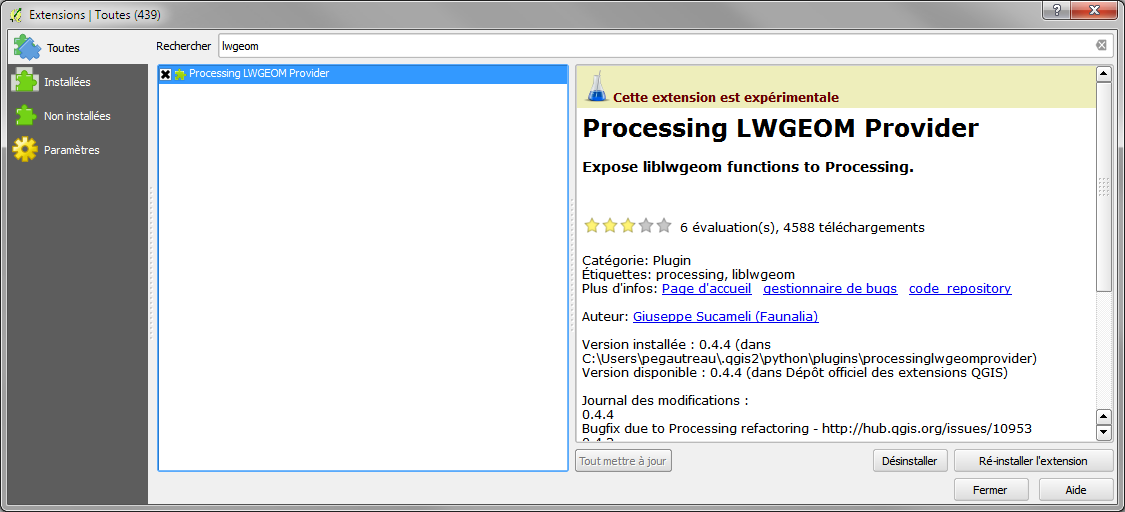 Extensions | Toutes (439)
Toutes
Installées
Non installées
Paramètres
Rechercher lwgeom
Processing LWGEOM Provider
Cette extension est expérimentale
Processing LWGEOM Provider
Expose liblwgeom functions to Processing.
6 évaluation(s), 4588 téléchargements
Catégorie: Plugin
Étiquettes: processing, liblwgeom
Plus d'infos: Page d'accueil gestionnaire de bugs code_repository
Auteur: Giuseppe Sucameli (Faunalia)
Version installée : 0.4.4 (dans
C:\Users\pegautreau\.qgis2\python\plugins\processinglwgeomprovider)
Version disponible : 0.4.4 (dans Dépôt officiel des extensions QGIS)
Journal des modifications :
0.4.4
Bugfix due to Processing refactoring - http://hub.qgis.org/issues/10953
Tout mettre à jour
Désinstaller
Ré-installer l'extension
Fermer
Aide